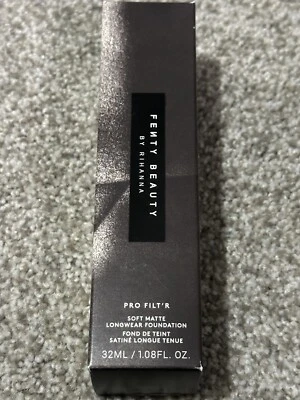 FEИTY BEAUTY
BY RIHANNA
PRO FILT'R
SOFT MATTE
LONGWEAR FOUNDATION
FOND DE TEINT
SATINÉ LONGUE TENUE
32ML / 1.08FL. OZ.